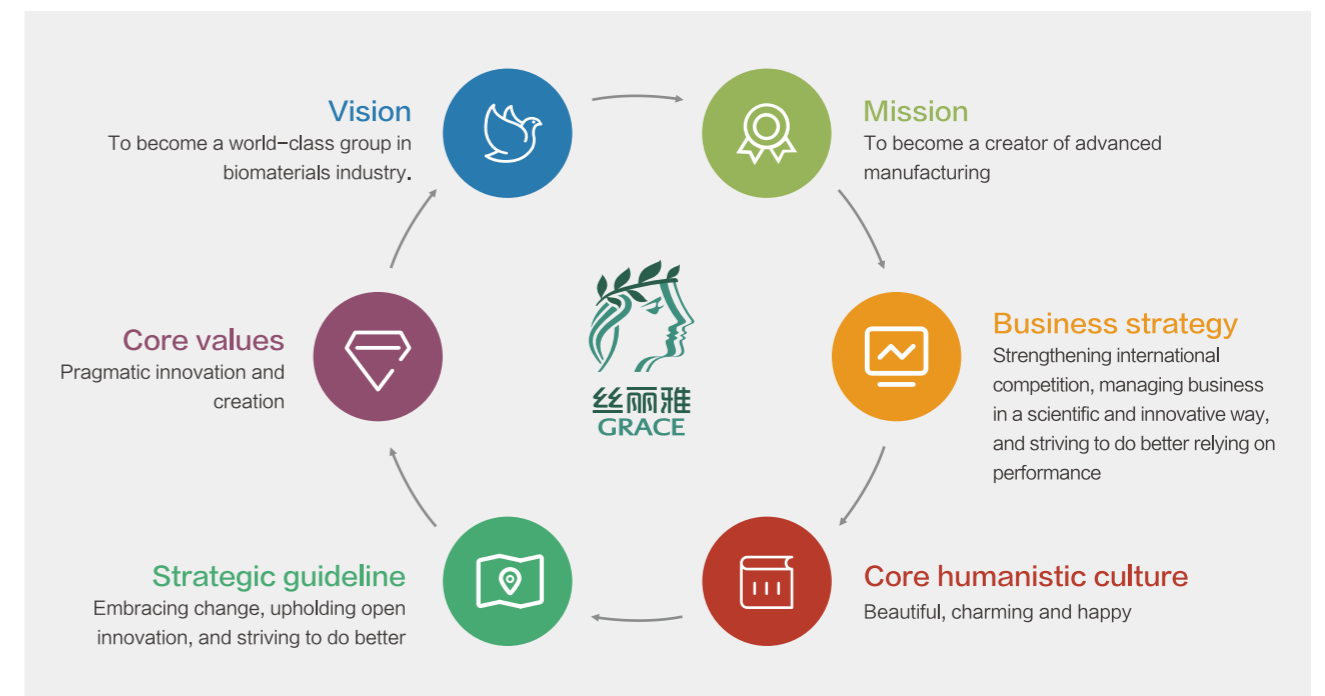 Vision
To become a world-class group in
biomaterials industry.
Mission
To become a creator of advanced
manufacturing
Business strategy
Strengthening international
competition, managing business
in a scientific and innovative way,
and striving to do better relying on
performance
Core humanistic culture
Beautiful, charming and happy
Strategic guideline
Embracing change, upholding open
innovation, and striving to do better
Core values
Pragmatic innovation and
creation
丝丽雅
GRACE